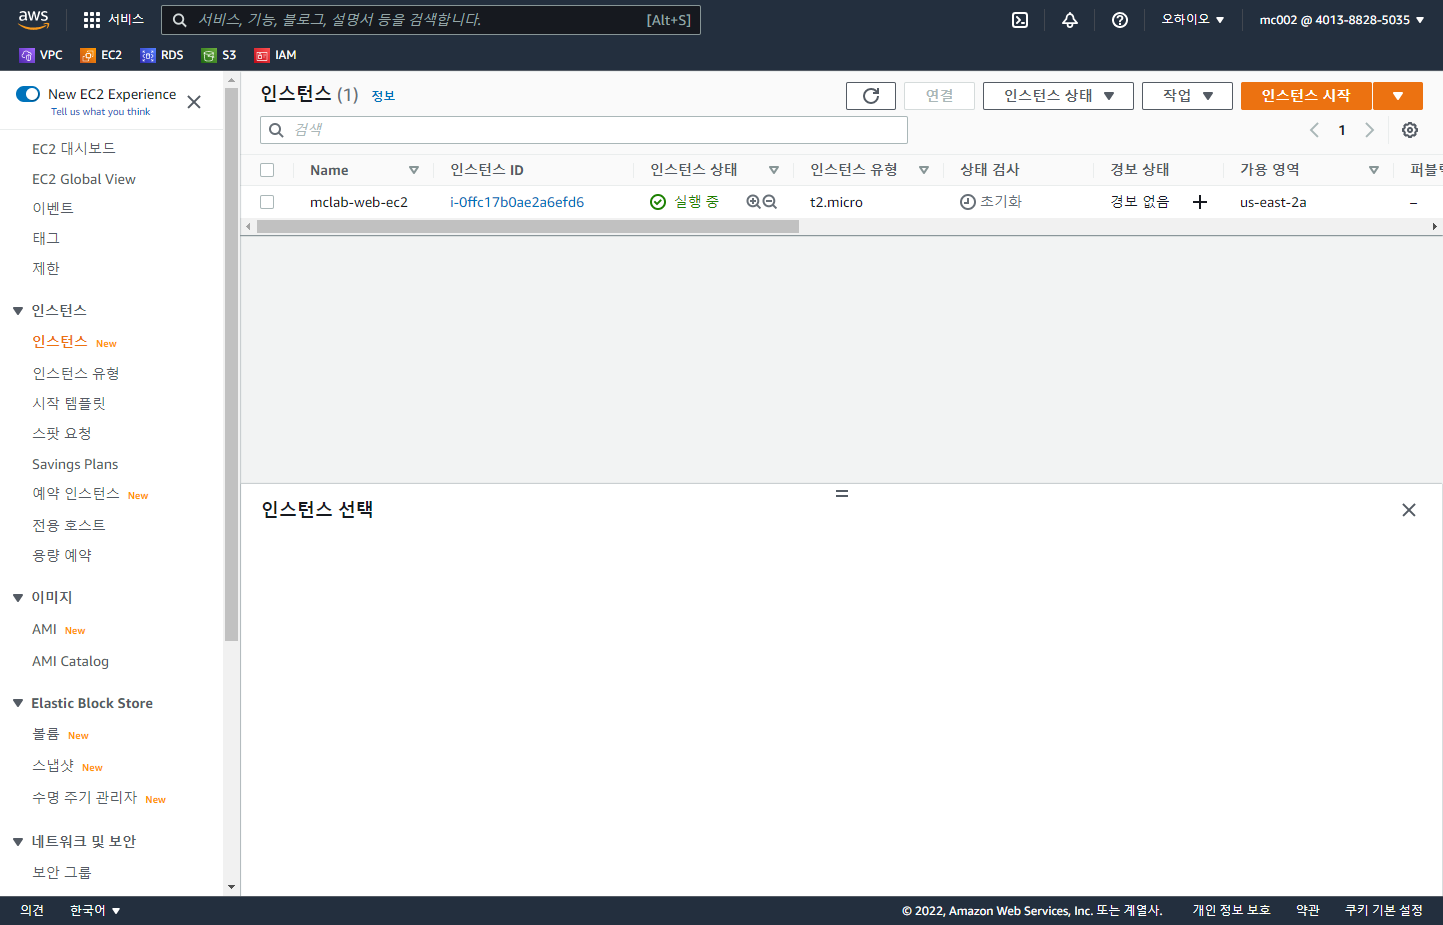 aws 서비스 서비스, 기능, 블로그, 설명서 등을 검색합니다. [Alt+S] 오하이오 ▼ mc002 @ 4013-8828-5035 ▼
VPC EC2 RDS S3 IAM
New EC2 Experience
Tell us what you think
EC2 대시보드
EC2 Global View
이벤트
태그
제한
인스턴스
인스턴스 New
인스턴스 유형
시작 템플릿
스팟 요청
Savings Plans
예약 인스턴스 New
전용 호스트
용량 예약
이미지
AMI New
AMI Catalog
Elastic Block Store
볼륨 New
스냅샷 New
수명 주기 관리자 New
네트워크 및 보안
보안 그룹
인스턴스 (1) 정보 연결 인스턴스 상태 ▼ 작업 ▼ 인스턴스 시작 ▼
검색 1
Name 인스턴스 ID 인스턴스 상태 인스턴스 유형 상태 검사 경보 상태 가용 영역
mclab-web-ec2 i-0ffc17b0ae2a6efd6 실행 중 t2.micro 초기화 경보 없음 + us-east-2a –
인스턴스 선택
의견 한국어 ▼ © 2022, Amazon Web Services, Inc. 또는 계열사. 개인 정보 보호 약관 쿠키 기본 설정